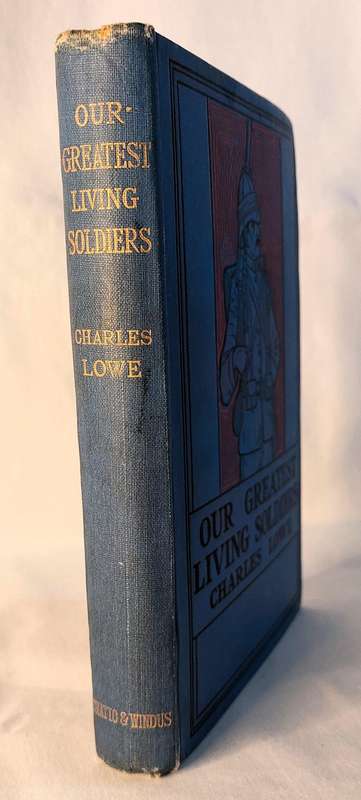 OUR
GREATEST
LIVING
SOLDIERS
CHARLES
LOWE
CHATTO & WINDUS
OUR GREATEST
LIVING SOLDIERS
CHARLES LOWE